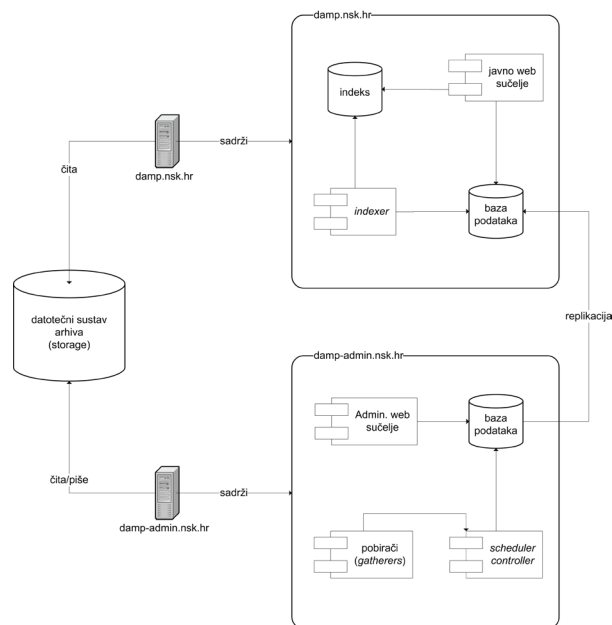 damp.nsk.hr
javno web
sučelje
indeks
čita
sadrži
damp.nsk.hr
indexer
baza
podataka
datotečni sustav
arhiva
(storage)
replikacija
damp-admin.nsk.hr
Admin. web
sučelje
baza
podataka
čita/piše
sadrži
damp-admin.nsk.hr
pobirači
(gatherers)
scheduler
controller